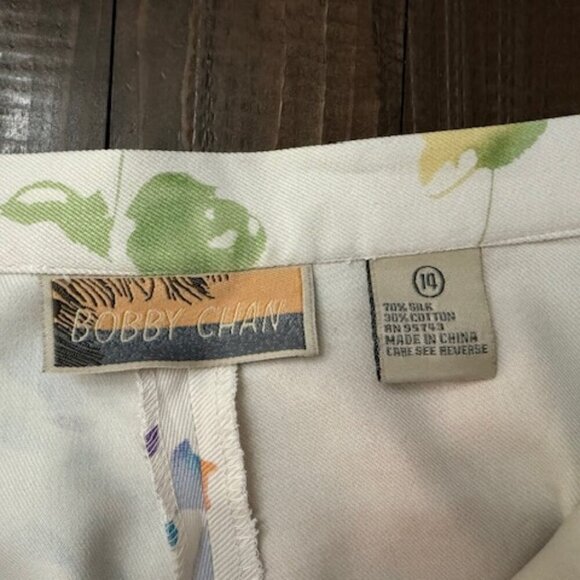 BOBBY CHAN
14
70% SILK
30% COTTON
RN 95743
MADE IN CHINA
CARE SEE REVERSE